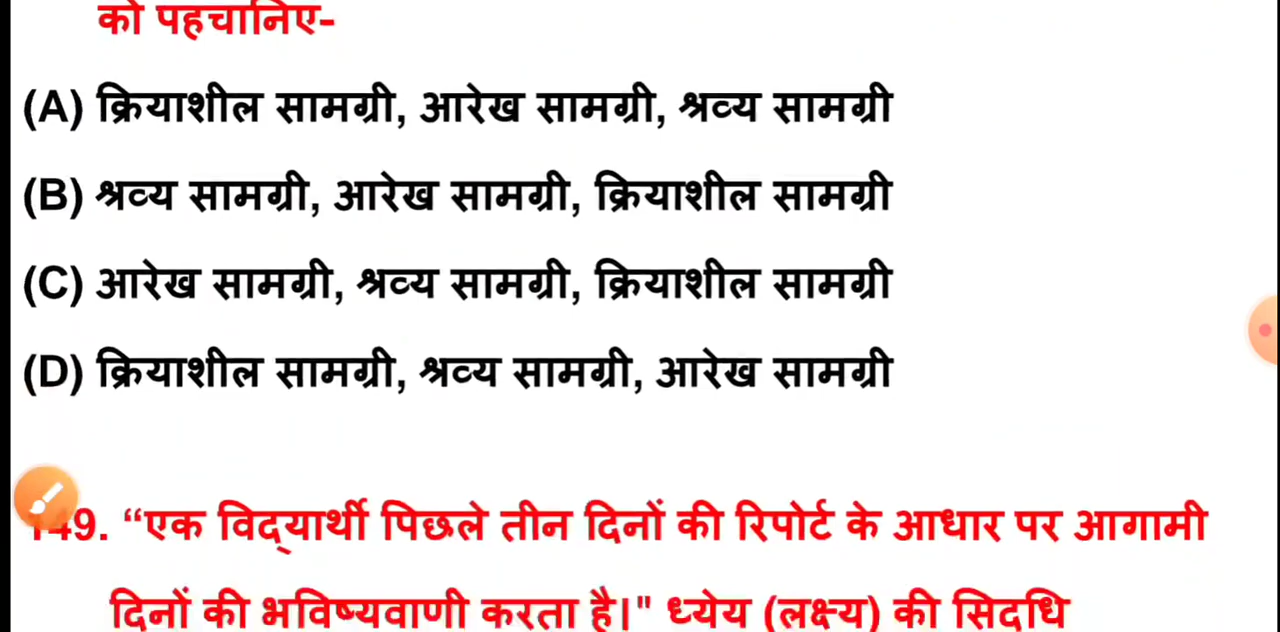 को पहचानिए-
(A) क्रियाशील सामग्री, आरेख सामग्री, श्रव्य सामग्री
(B) श्रव्य सामग्री, आरेख सामग्री, क्रियाशील सामग्री
(C) आरेख सामग्री, श्रव्य सामग्री, क्रियाशील सामग्री
(D) क्रियाशील सामग्री, श्रव्य सामग्री, आरेख सामग्री
149. “एक विद्यार्थी पिछले तीन दिनों की रिपोर्ट के आधार पर आगामी
दिनों की भविष्यवाणी करता है।" ध्येय (लक्ष्य) की सिद्धि